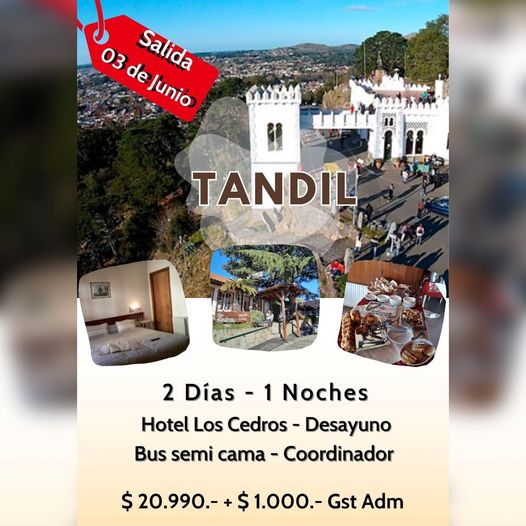 Salida
03 de Junio
TANDIL
2 Días - 1 Noches
Hotel Los Cedros - Desayuno
Bus semi cama - Coordinador
$ 20.990.- + $ 1.000.- Gst Adm